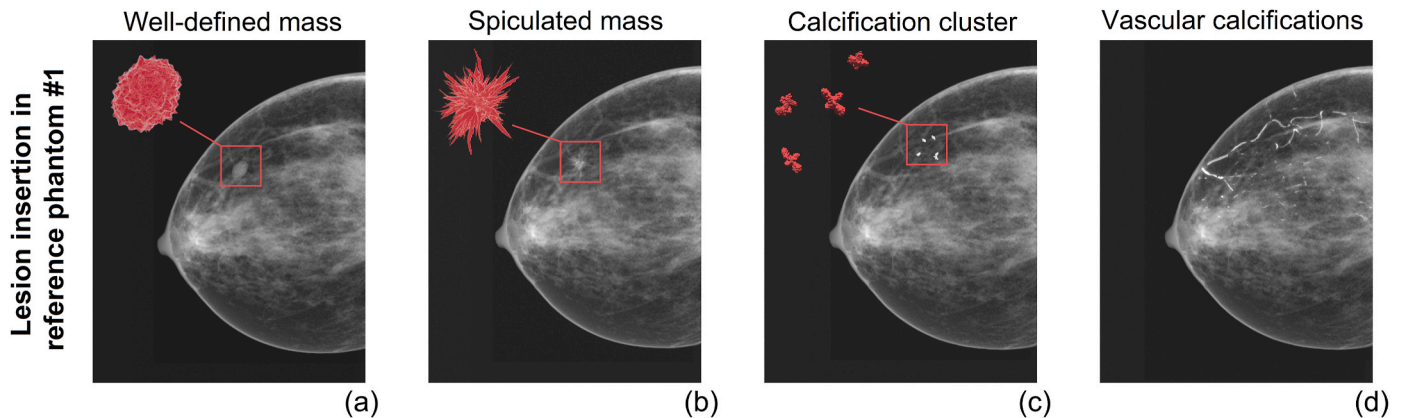 Lesion insertion in
reference phantom #1
Well-defined mass
Spiculated mass
Calcification cluster
Vascular calcifications
(a)
(b)
(c)
(d)